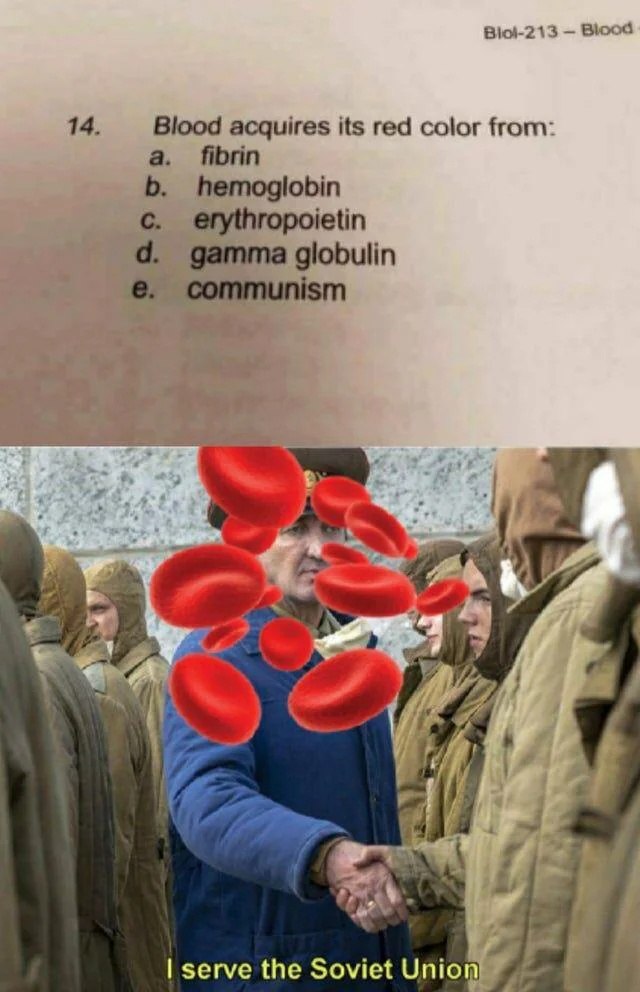 Biol-213 – Blood
14. Blood acquires its red color from:
a. fibrin
b. hemoglobin
c. erythropoietin
d. gamma globulin
e. communism
I serve the Soviet Union